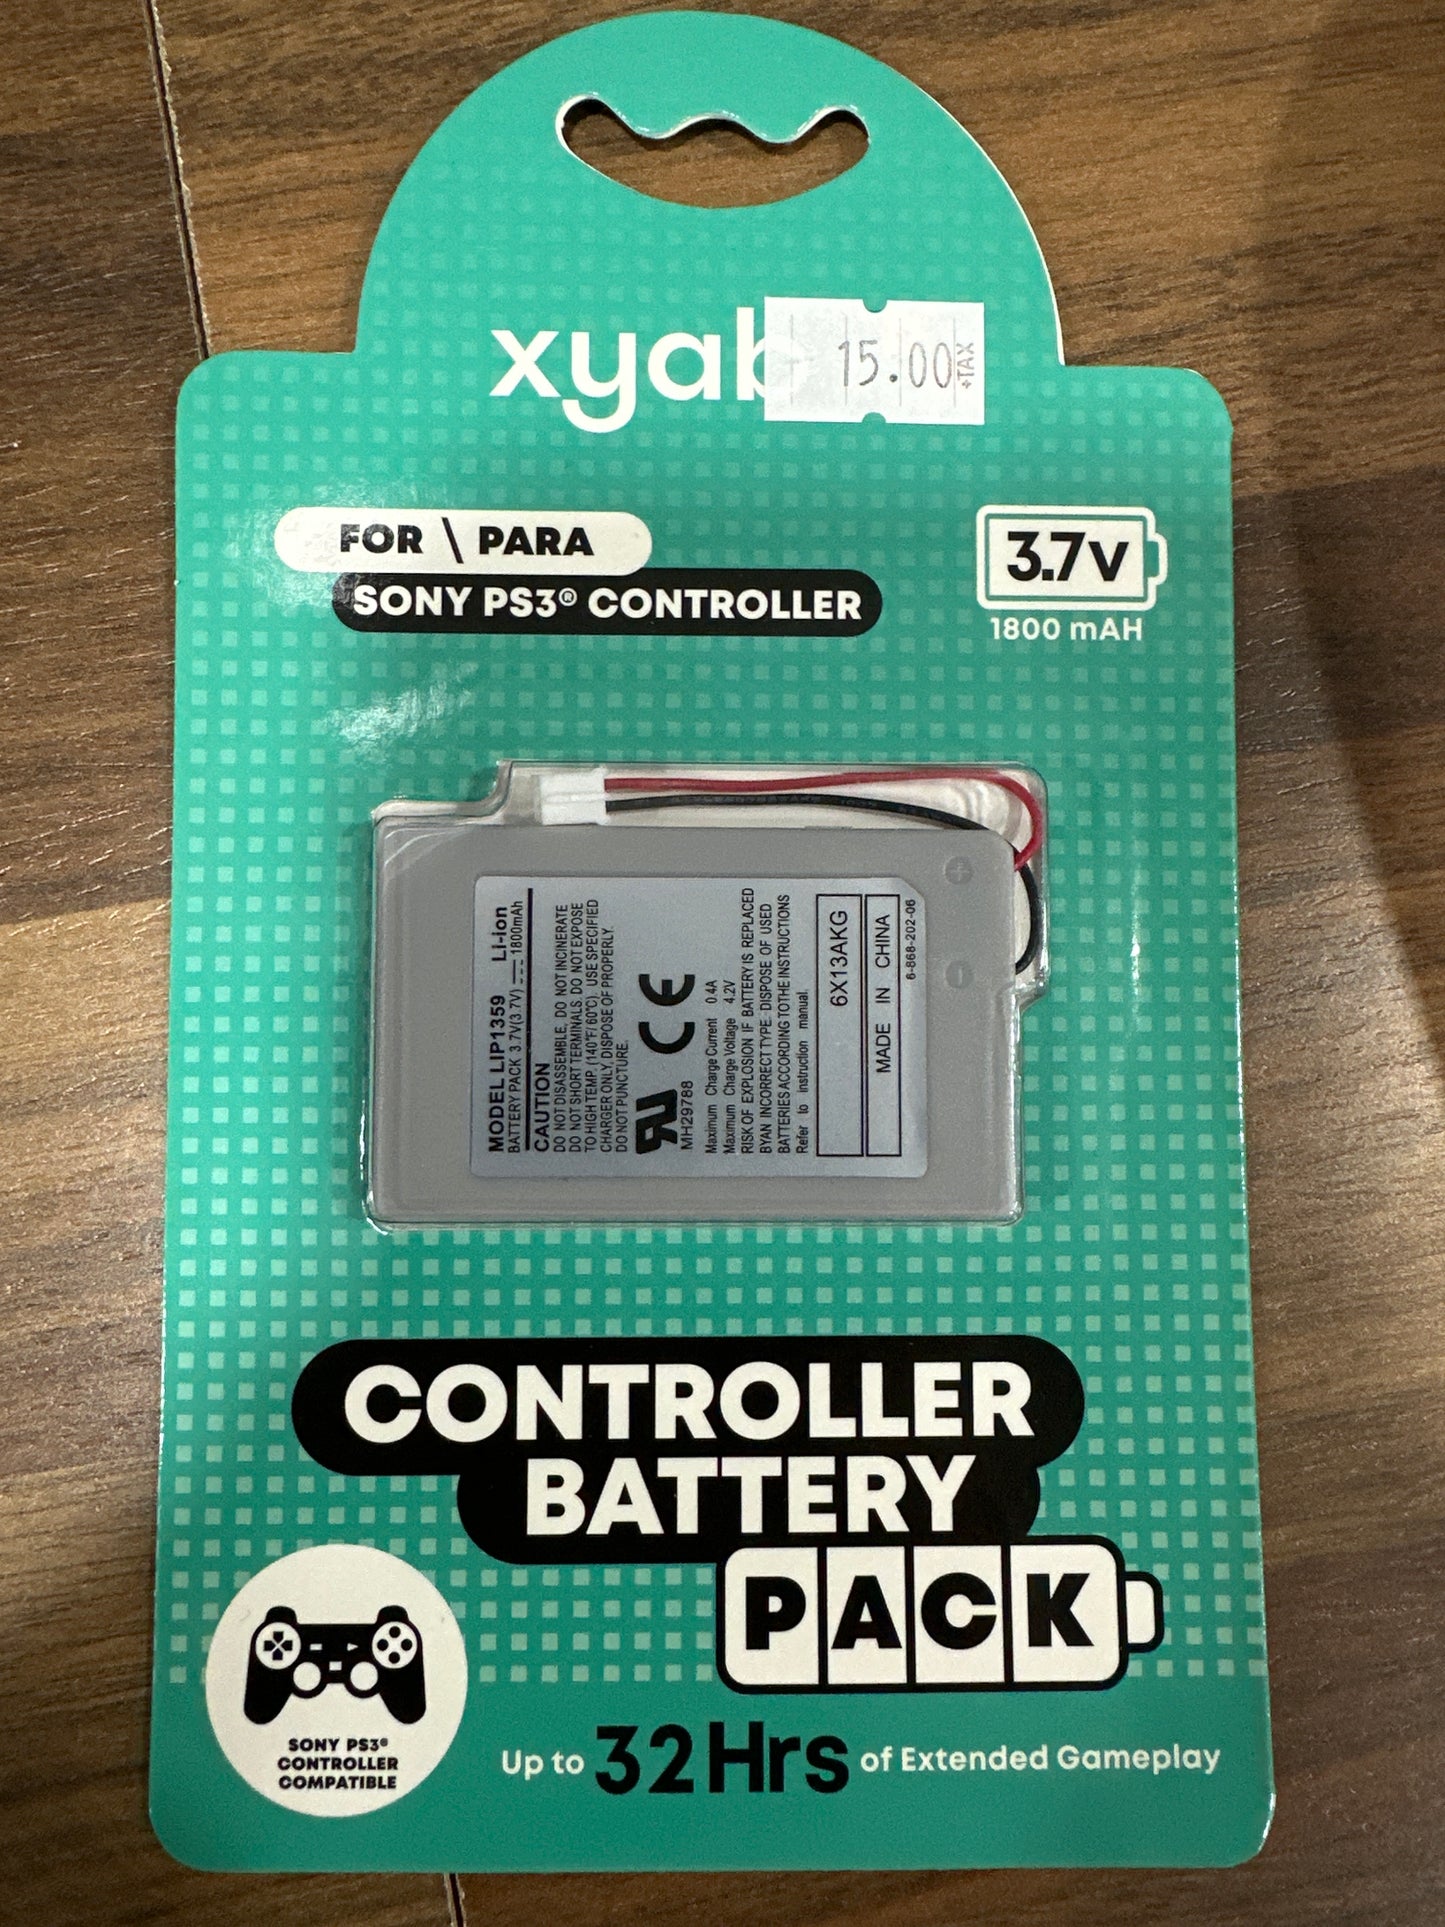 xyab
15.00
+TAX
FOR \ PARA
SONY PS3® CONTROLLER
3.7V
1800 mAH
MODEL LIP1359 Li-ion
BATTERY PACK 3.7V(3.7V) 1800mAh
CAUTION
DO NOT DISASSEMBLE, DO NOT INCINERATE
DO NOT SHORT TERMINALS. DO NOT EXPOSE
TO HIGH TEMP. (140°F/ 60°C). USE SPECIFIED
CHARGER ONLY, DISPOSE OF PROPERLY.
DO NOT PUNCTURE.
CE
MH29788
Maximum Charge Current 0.4A
Maximum Charge Voltage 4.2V
RISK OF EXPLOSION IF BATTERY IS REPLACED
BYAN INCORRECT TYPE. DISPOSE OF USED
BATTERIES ACCORDING TO THE INSTRUCTIONS
Refer to instruction manual.
6X13AKG
MADE IN CHINA
6-868-202-06
+
-
CONTROLLER
BATTERY
PACK
SONY PS3®
CONTROLLER
COMPATIBLE
Up to 32Hrs of Extended Gameplay